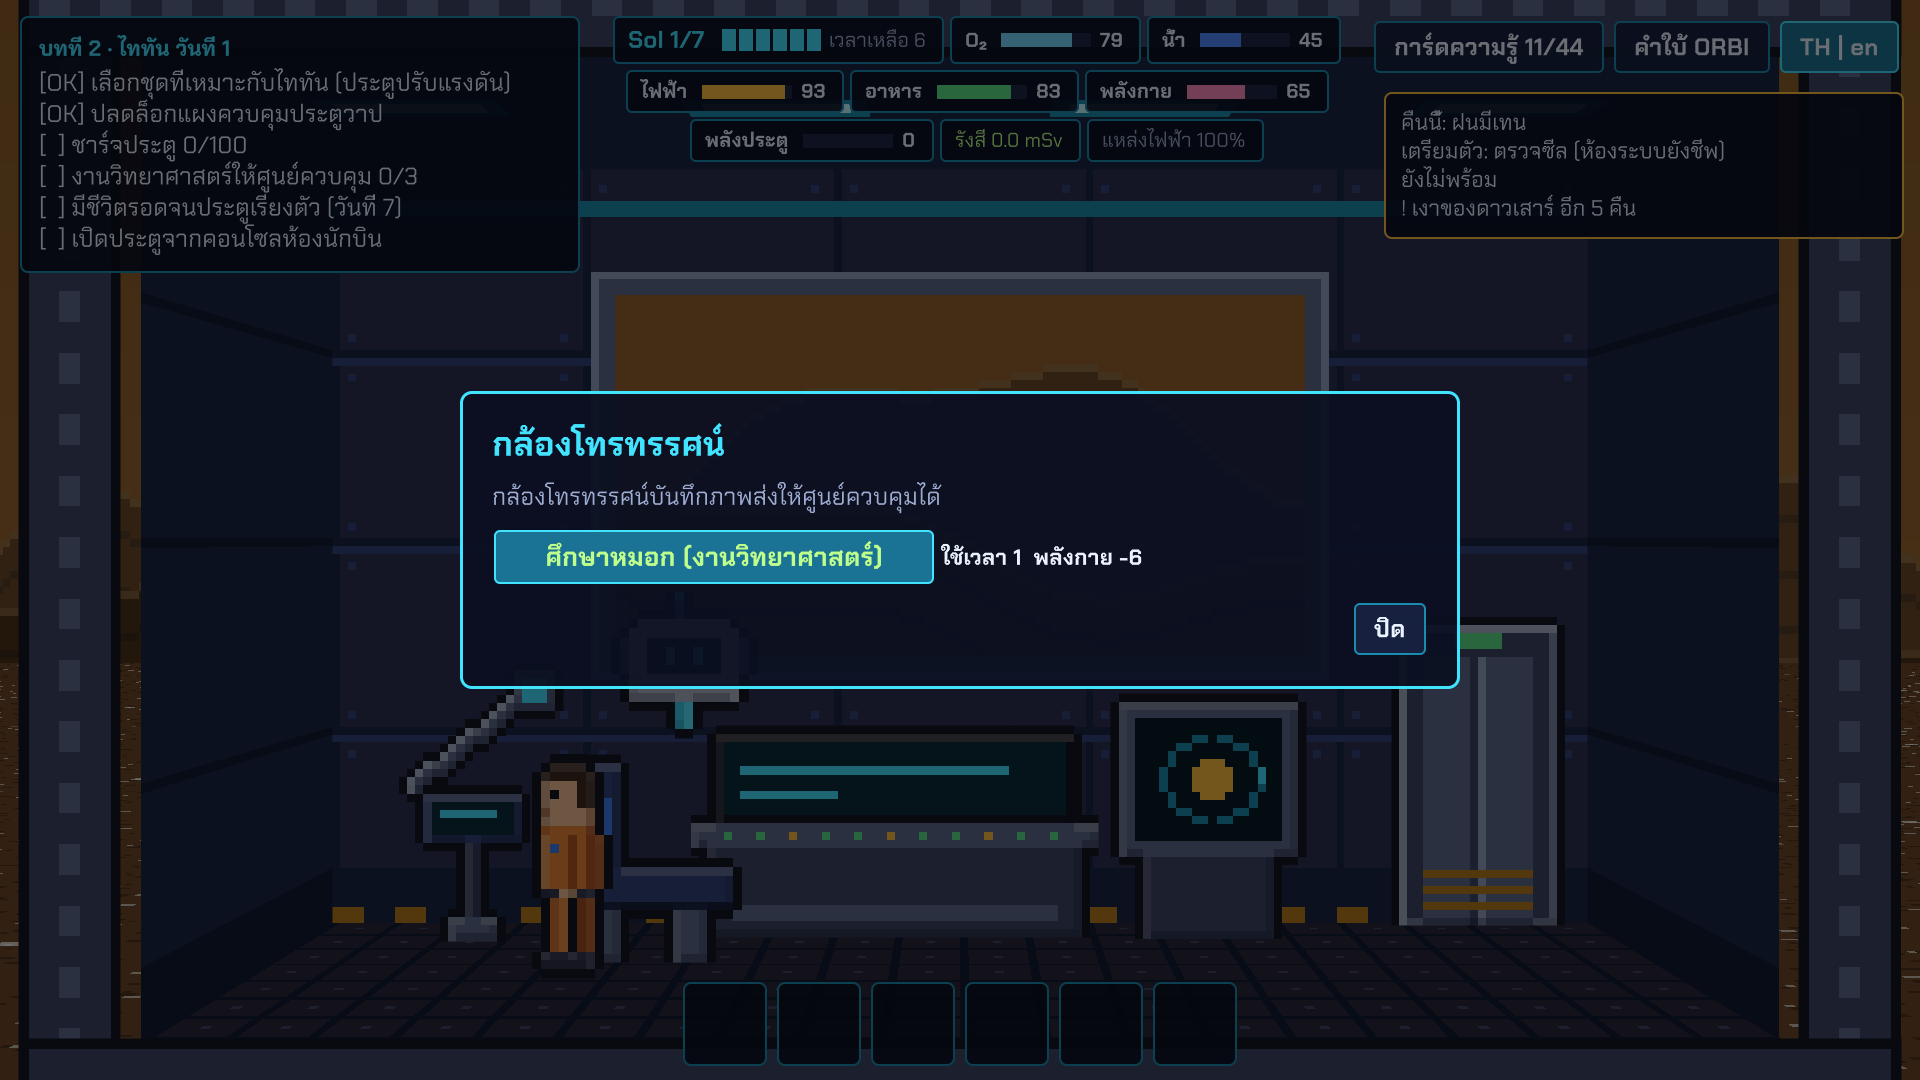 บทที่ 2 · ไททัน วันที่ 1
[OK] เลือกชุดที่เหมาะกับไททัน (ประตูปรับแรงดัน)
[OK] ปลดล็อกแผงควบคุมประตูวาป
[ ] ชาร์จประตู 0/100
[ ] งานวิทยาศาสตร์ให้ศูนย์ควบคุม 0/3
[ ] มีชีวิตรอดจนประตูเรียงตัว (วันที่ 7)
[ ] เปิดประตูจากคอนโซลห้องนักบิน
Sol 1/7 เวลาเหลือ 6
O₂ 79
น้ำ 45
ไฟฟ้า 93
อาหาร 83
พลังกาย 65
พลังประตู 0
รังสี 0.0 mSv
แหล่งไฟฟ้า 100%
การ์ดความรู้ 11/44
คำใบ้ ORBI
TH | en
คืนนี้: ฝนมีเทน
เตรียมตัว: ตรวจซีล (ห้องระบบยังชีพ)
ยังไม่พร้อม
! เงาของดาวเสาร์ อีก 5 คืน
กล้องโทรทรรศน์
กล้องโทรทรรศน์บันทึกภาพส่งให้ศูนย์ควบคุมได้
ศึกษาหมอก (งานวิทยาศาสตร์) ใช้เวลา 1 พลังกาย -6
ปิด